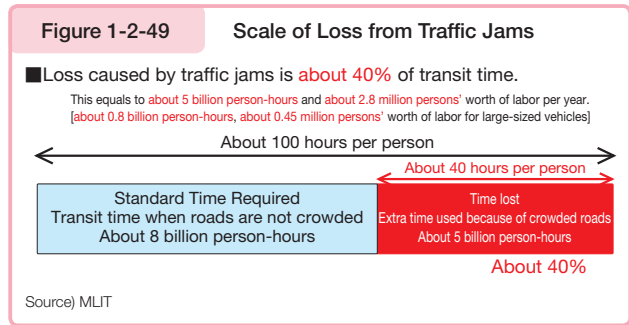 Figure 1-2-49 Scale of Loss from Traffic Jams
■Loss caused by traffic jams is about 40% of transit time.
This equals to about 5 billion person-hours and about 2.8 million persons' worth of labor per year.
[about 0.8 billion person-hours, about 0.45 million persons' worth of labor for large-sized vehicles]
About 100 hours per person
About 40 hours per person
Standard Time Required
Transit time when roads are not crowded
About 8 billion person-hours
Time lost
Extra time used because of crowded roads
About 5 billion person-hours
About 40%
Source) MLIT